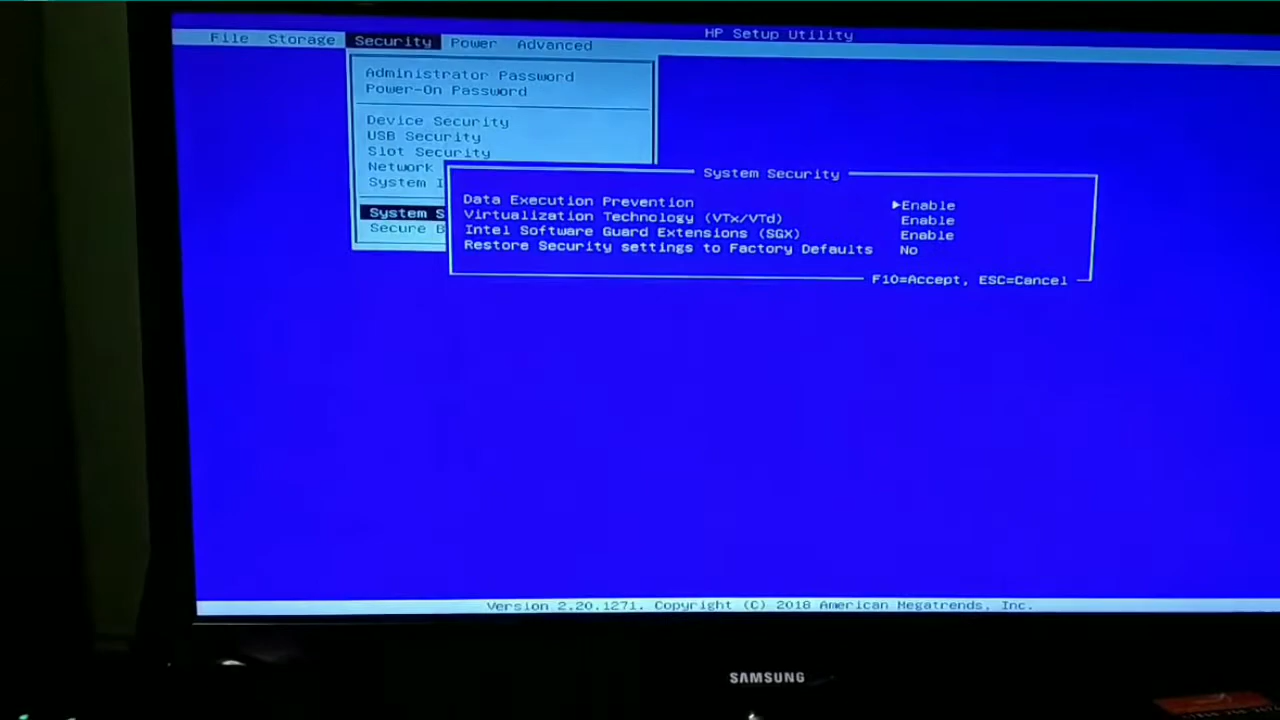 HP Setup Utility
File Storage Security Power Advanced
Administrator Password
Power-On Password
Device Security
USB Security
Slot Security
Network
System I
System S
Secure B
System Security
Data Execution Prevention ▶Enable
Virtualization Technology (VTx/VTd) Enable
Intel Software Guard Extensions (SGX) Enable
Restore Security settings to Factory Defaults No
F10=Accept, ESC=Cancel
Version 2.20.1271. Copyright (C) 2018 American Megatrends, Inc.
SAMSUNG